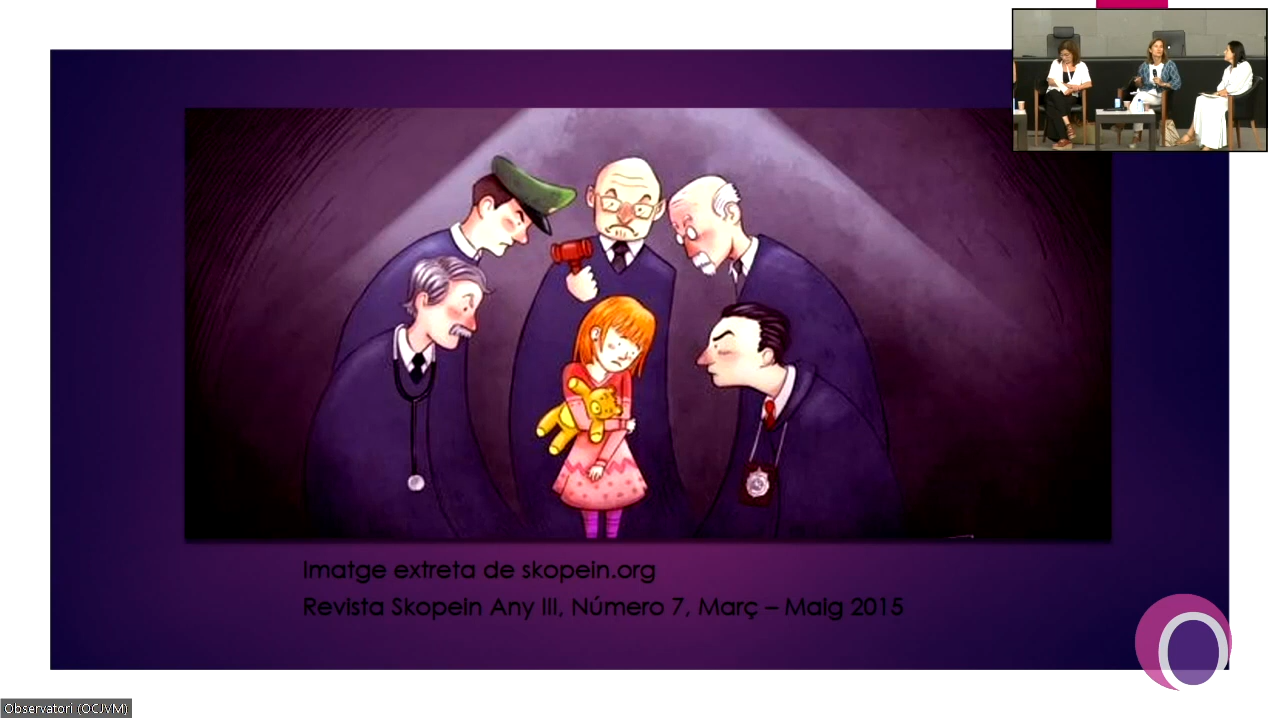 Imatge extreta de skopein.org
Revista Skopein Any III, Número 7, Març – Maig 2015
Observatori (OCJVM)